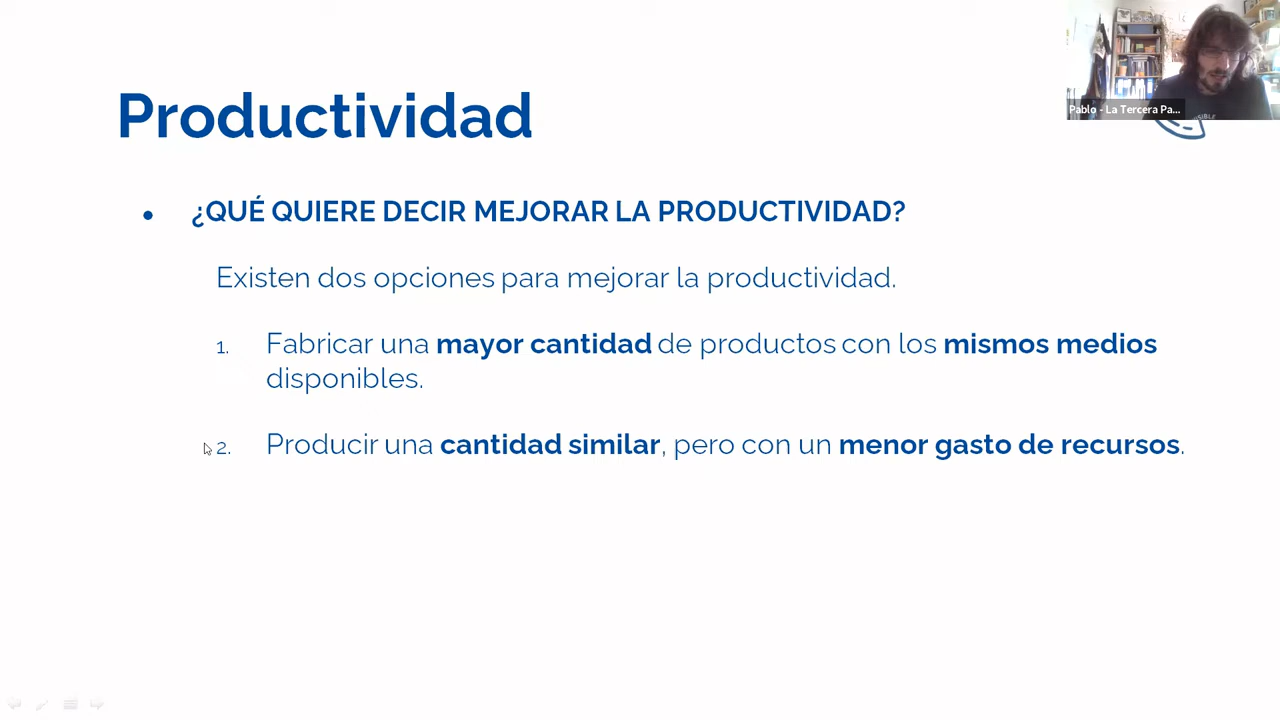 Pablo - La Tercera Pa...
Productividad
• ¿QUÉ QUIERE DECIR MEJORAR LA PRODUCTIVIDAD?
Existen dos opciones para mejorar la productividad.
1. Fabricar una mayor cantidad de productos con los mismos medios
disponibles.
2. Producir una cantidad similar, pero con un menor gasto de recursos.